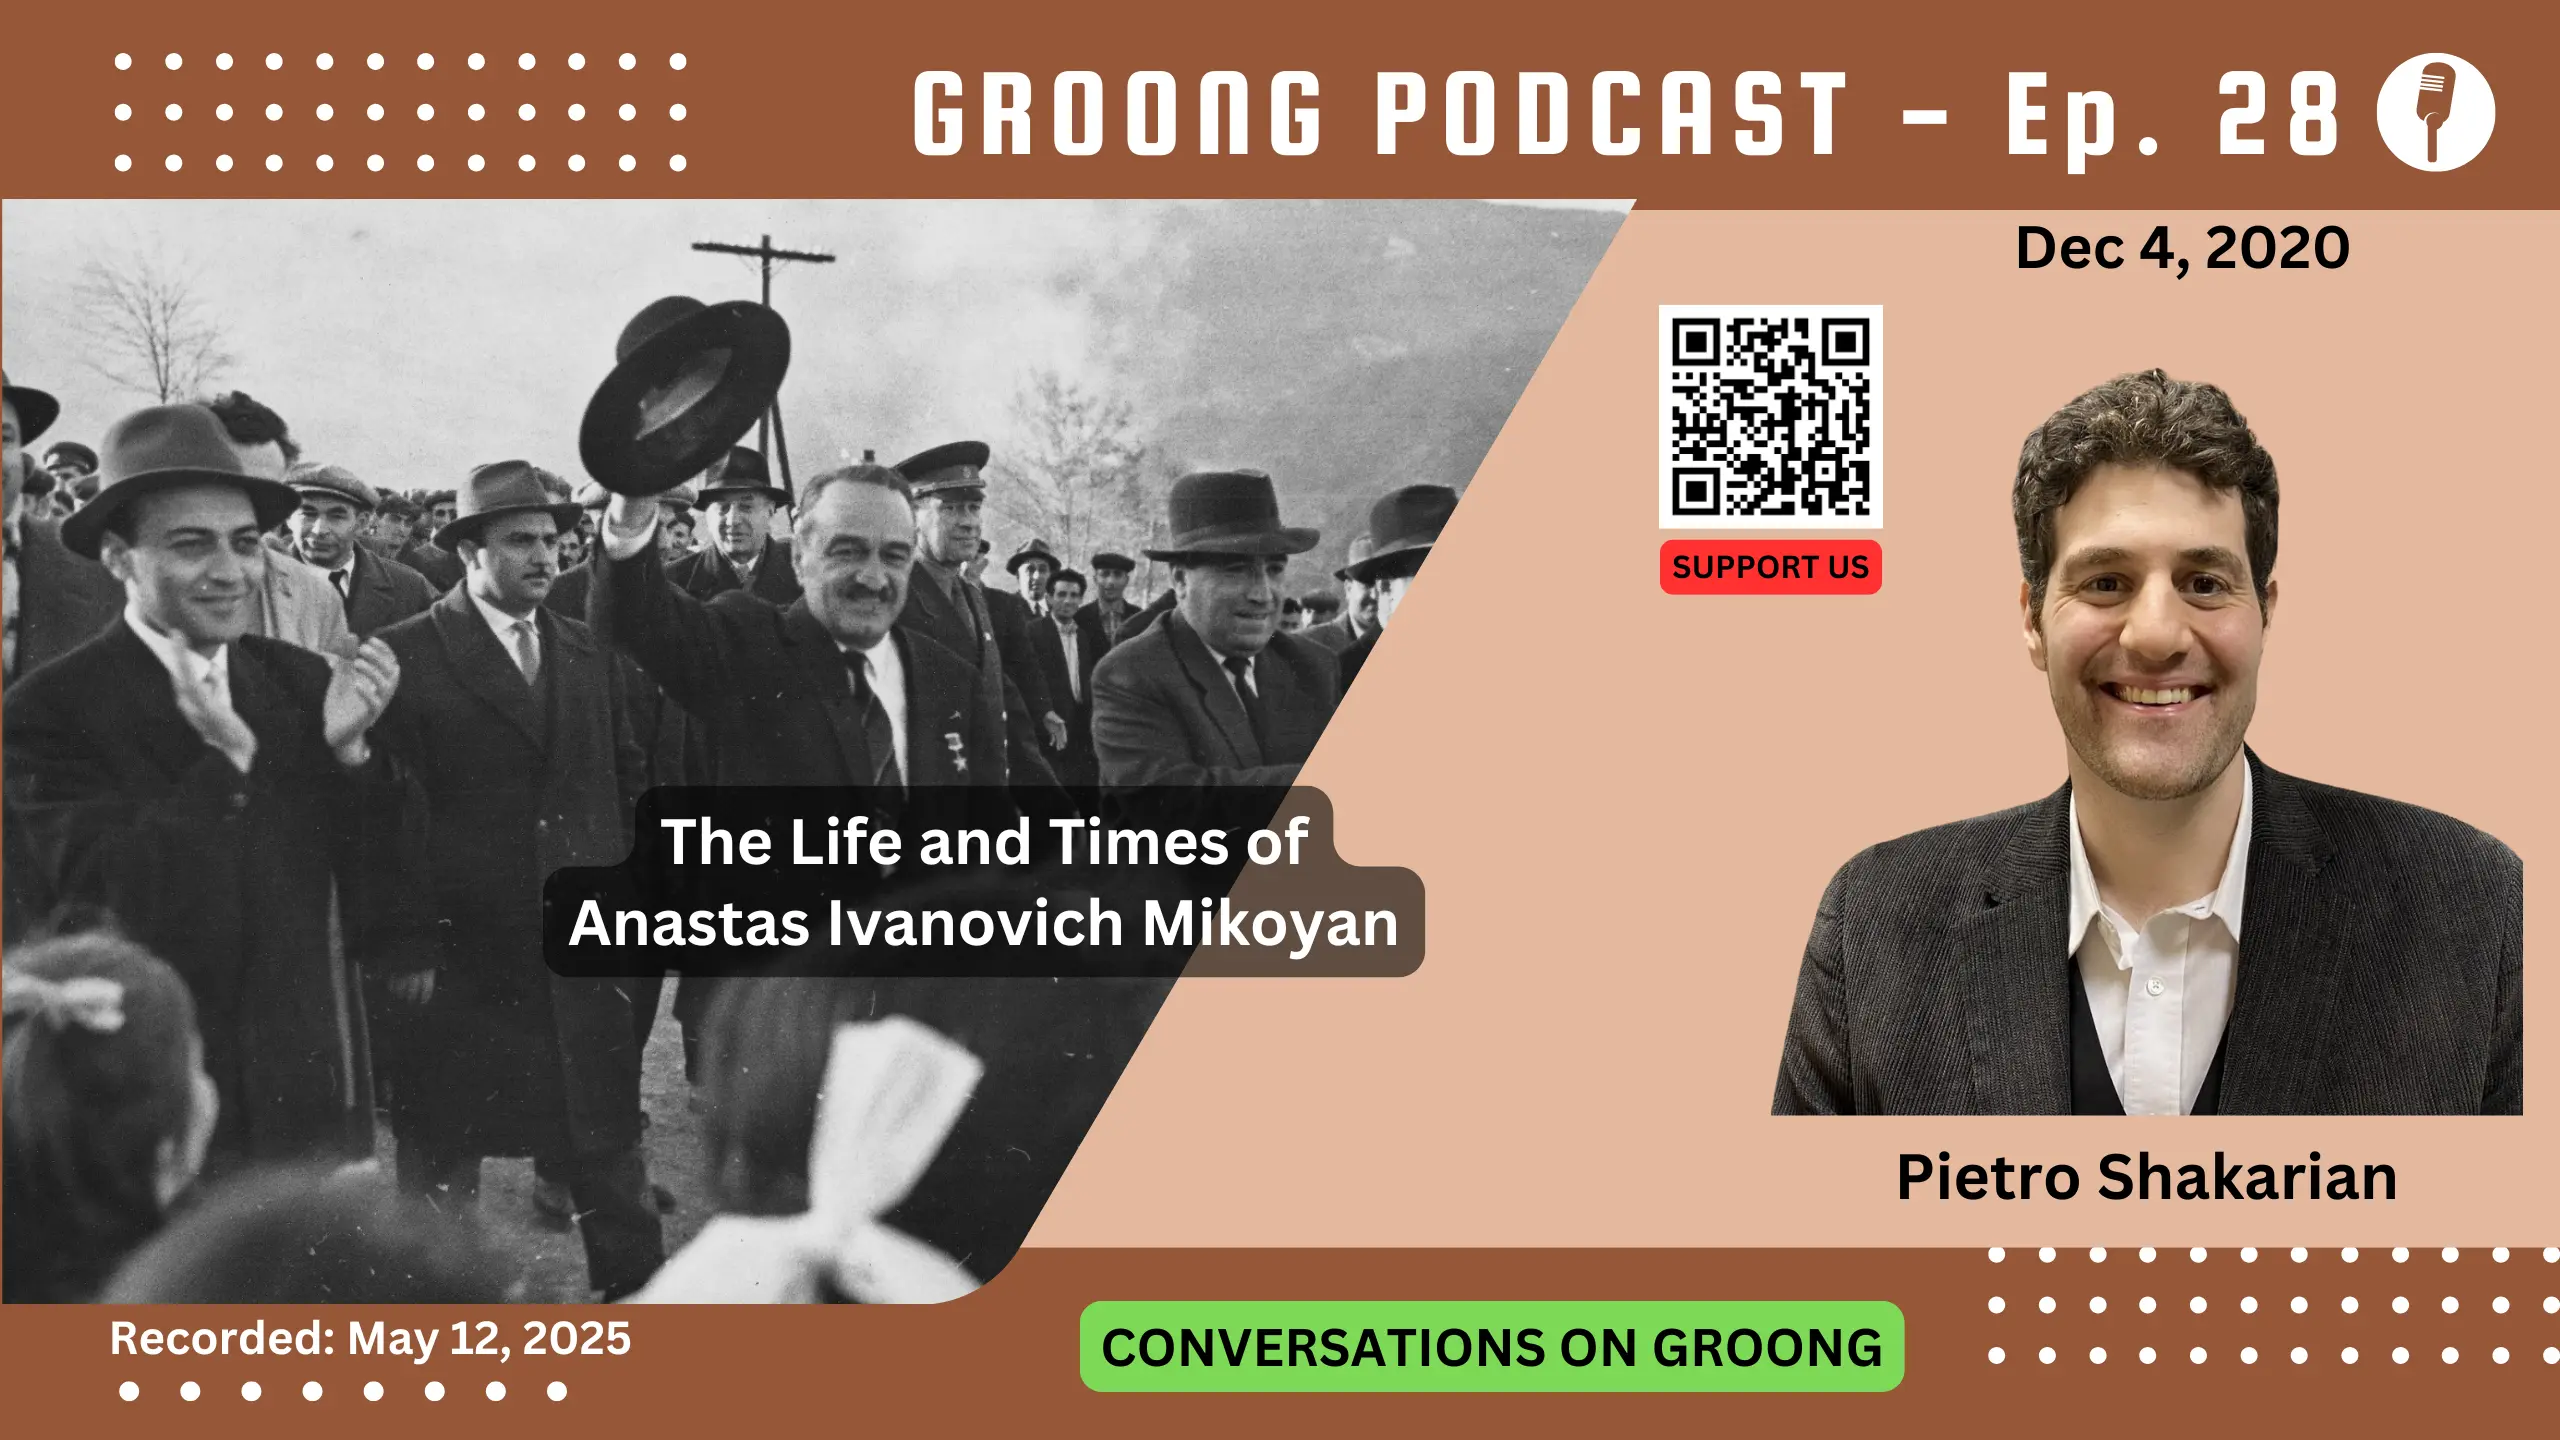 GROONG PODCAST – Ep. 28
Dec 4, 2020
SUPPORT US
The Life and Times of
Anastas Ivanovich Mikoyan
Pietro Shakarian
Recorded: May 12, 2025
CONVERSATIONS ON GROONG